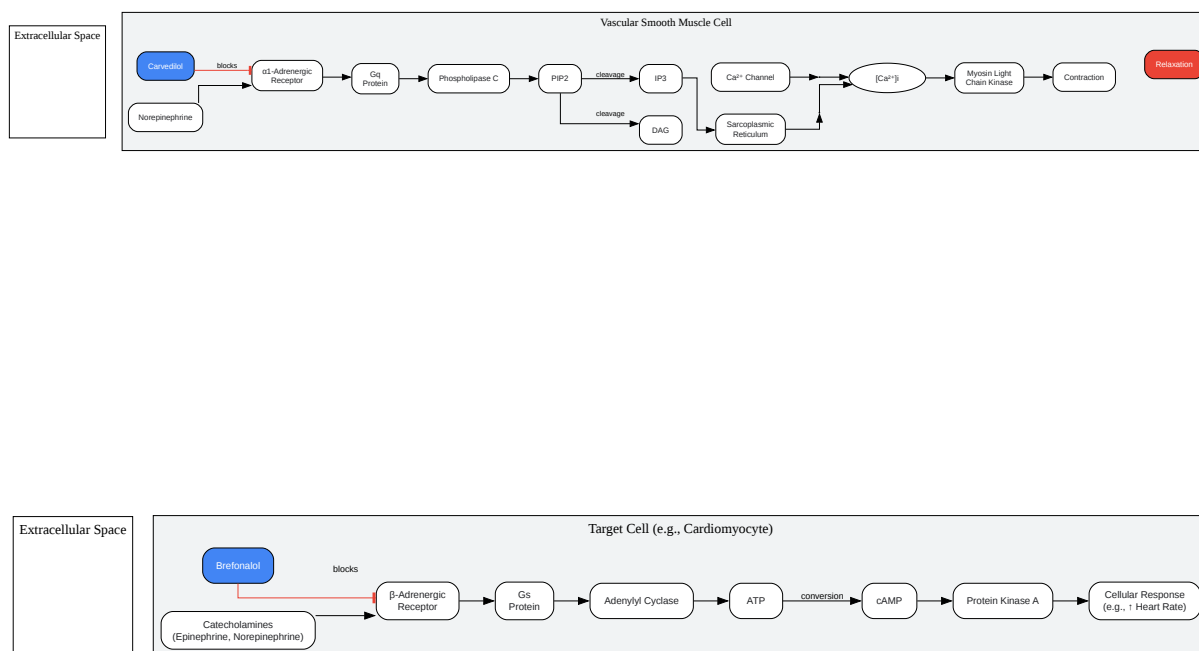 Vascular Smooth Muscle Cell
Extracellular Space
Carvedilol
blocks
α1-Adrenergic
Receptor
Norepinephrine
Gq
Protein
Phospholipase C
PIP2
cleavage
IP3
cleavage
DAG
Ca²⁺ Channel
Sarcoplasmic
Reticulum
[Ca²⁺]i
Myosin Light
Chain Kinase
Contraction
Relaxation
Extracellular Space
Target Cell (e.g., Cardiomyocyte)
Brefonalol
blocks
β-Adrenergic
Receptor
Catecholamines
(Epinephrine, Norepinephrine)
Gs
Protein
Adenylyl Cyclase
ATP
conversion
cAMP
Protein Kinase A
Cellular Response
(e.g., ↑ Heart Rate)